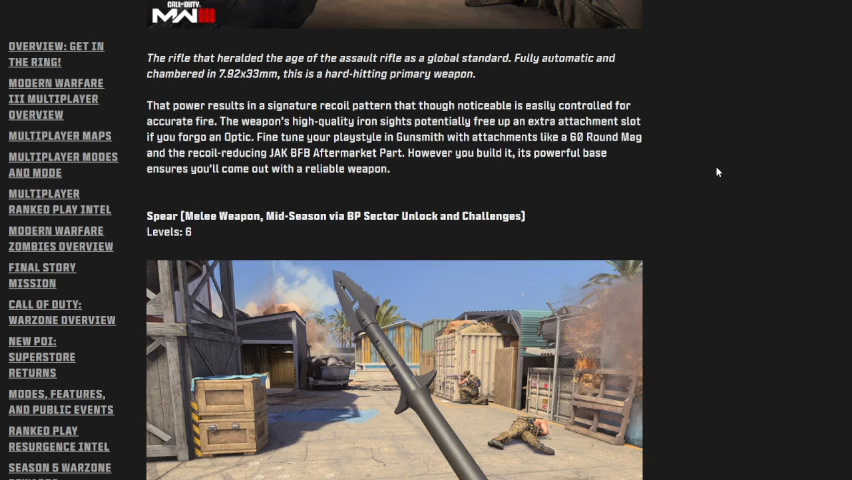 CALL OF DUTY
MWIII
OVERVIEW: GET IN
THE RING!
MODERN WARFARE
III MULTIPLAYER
OVERVIEW
MULTIPLAYER MAPS
MULTIPLAYER MODES
AND MODE
MULTIPLAYER
RANKED PLAY INTEL
MODERN WARFARE
ZOMBIES OVERVIEW
FINAL STORY
MISSION
CALL OF DUTY:
WARZONE OVERVIEW
NEW POI:
SUPERSTORE
RETURNS
MODES, FEATURES,
AND PUBLIC EVENTS
RANKED PLAY
RESURGENCE INTEL
SEASON 5 WARZONE
The rifle that heralded the age of the assault rifle as a global standard. Fully automatic and
chambered in 7.92x33mm, this is a hard-hitting primary weapon.
That power results in a signature recoil pattern that though noticeable is easily controlled for
accurate fire. The weapon's high-quality iron sights potentially free up an extra attachment slot
if you forgo an Optic. Fine tune your playstyle in Gunsmith with attachments like a 60 Round Mag
and the recoil-reducing JAK BFB Aftermarket Part. However you build it, its powerful base
ensures you'll come out with a reliable weapon.
Spear (Melee Weapon, Mid-Season via BP Sector Unlock and Challenges)
Levels: 6